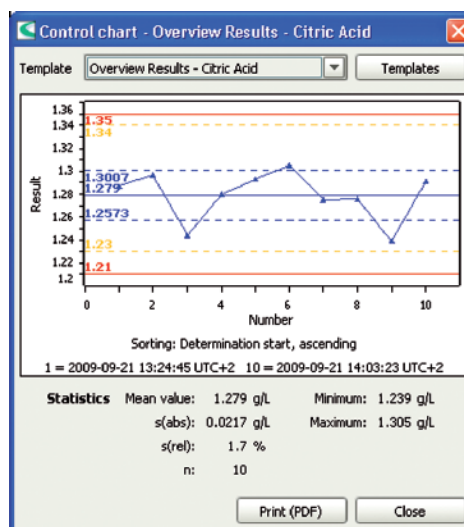 Control chart - Overview Results - Citric Acid
Template Overview Results - Citric Acid Templates
1.36
1.35
1.34
1.34
1.32
1.3
1.3007
1.28
1.279
1.26
1.2573
1.24
1.23
1.22
1.21
1.2
Result
0 2 4 6 8 10
Number
Sorting: Determination start, ascending
1 = 2009-09-21 13:24:45 UTC+2 10 = 2009-09-21 14:03:23 UTC+2
Statistics Mean value: 1.279 g/L Minimum: 1.239 g/L
s(abs): 0.0217 g/L Maximum: 1.305 g/L
s(rel): 1.7 %
n: 10
Print (PDF) Close